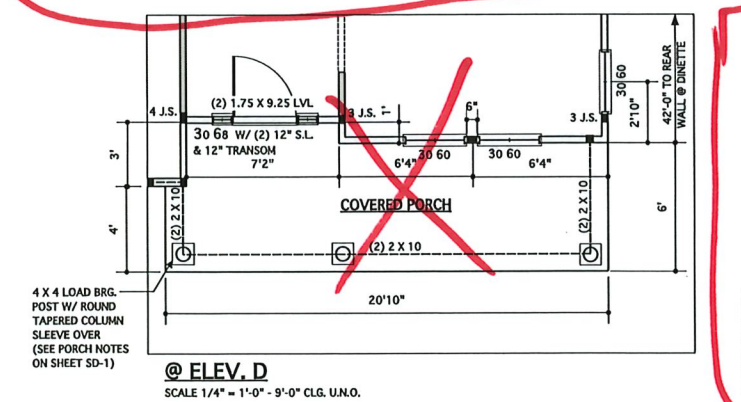 (2) 1.75 X 9.25 LVL
4 J.S.
3 J.S.
1'
6"
3 J.S.
30 60
2'10"
42'-0" TO REAR
WALL @ DINETTE
3068 W/ (2) 12" S.L.
& 12" TRANSOM
7'2"
30 60
30 60
6'4"
6'4"
3'
4'
6'
COVERED PORCH
(2) 2 X 10
(2) 2 X 10
(2) 2 X 10
4 X 4 LOAD BRG.
POST W/ ROUND
TAPERED COLUMN
SLEEVE OVER
(SEE PORCH NOTES
ON SHEET SD-1)
20'10"
@ ELEV. D
SCALE 1/4" = 1'-0" - 9'-0" CLG. U.N.O.